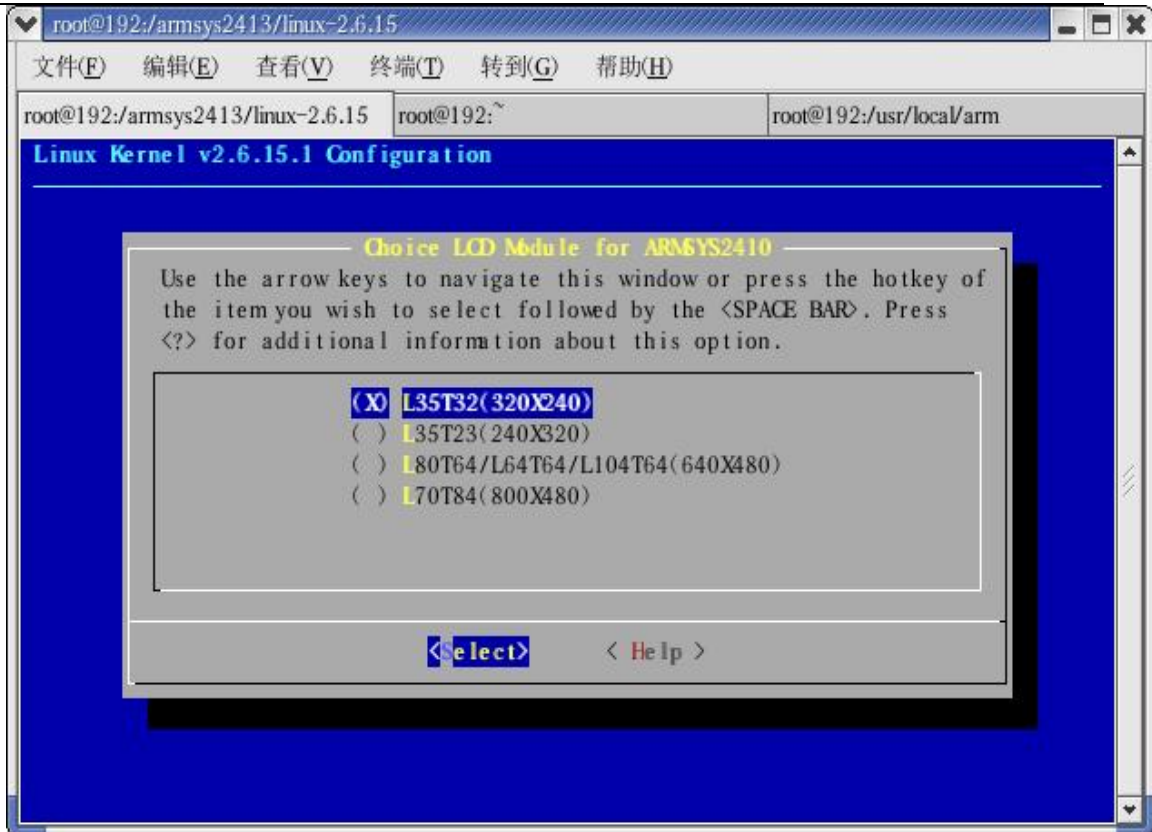 root@192:/armsys2413/linux-2.6.15
文件(F) 编辑(E) 查看(V) 终端(T) 转到(G) 帮助(H)
root@192:/armsys2413/linux-2.6.15 root@192:~ root@192:/usr/local/arm
Linux Kernel v2.6.15.1 Configuration
Choice LCD Module for ARMSYS2410
Use the arrow keys to navigate this window or press the hotkey of
the item you wish to select followed by the <SPACE BAR>. Press
<?> for additional information about this option.
(X) L35T32(320X240)
( ) L35T23(240X320)
( ) L80T64/L64T64/L104T64(640X480)
( ) L70T84(800X480)
<Select> < Help >